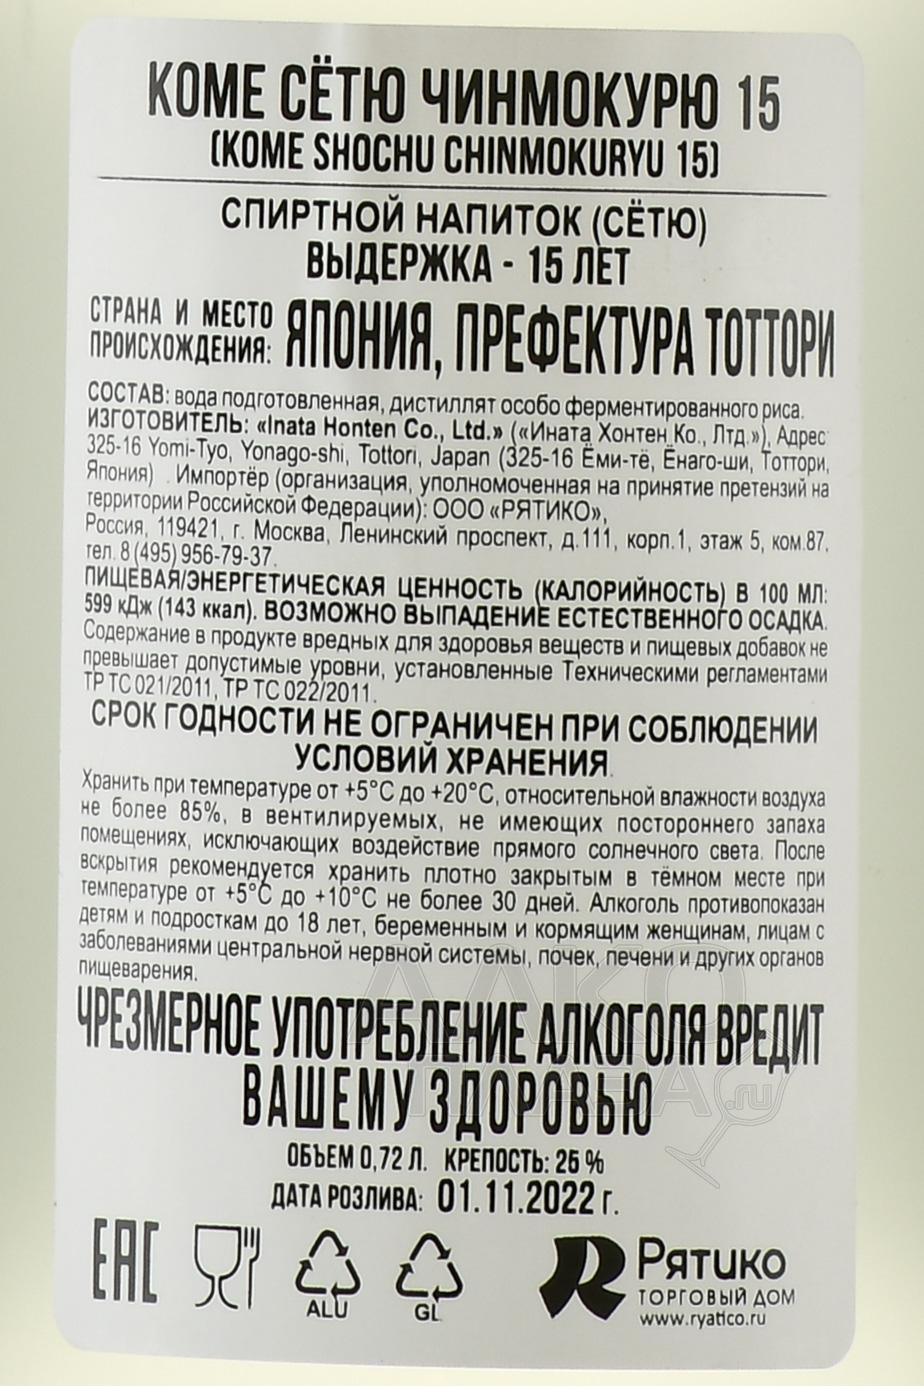 КОМЕ СЁТЮ ЧИНМОКУРЮ 15
(KOME SHOCHU CHINMOKURYU 15)
СПИРТНОЙ НАПИТОК (СЁТЮ)
ВЫДЕРЖКА - 15 ЛЕТ
СТРАНА И МЕСТО
ПРОИСХОЖДЕНИЯ: ЯПОНИЯ, ПРЕФЕКТУРА ТОТТОРИ
СОСТАВ: вода подготовленная, дистиллят особо ферментированного риса.
ИЗГОТОВИТЕЛЬ: «Inata Honten Co., Ltd.» («Ината Хонтен Ко., Лтд.»), Адрес:
325-16 Yomi-Tyo, Yonago-shi, Tottori, Japan (325-16 Ёми-тё, Ёнаго-ши, Тоттори,
Япония) . Импортёр (организация, уполномоченная на принятие претензий на
территории Российской Федерации): ООО «РЯТИКО»,
Россия, 119421, г. Москва, Ленинский проспект, д.111, корп.1, этаж 5, ком.87,
тел. 8 (495) 956-79-37.
ПИЩЕВАЯ/ЭНЕРГЕТИЧЕСКАЯ ЦЕННОСТЬ (КАЛОРИЙНОСТЬ) В 100 МЛ:
599 кДж (143 ккал). ВОЗМОЖНО ВЫПАДЕНИЕ ЕСТЕСТВЕННОГО ОСАДКА.
Содержание в продукте вредных для здоровья веществ и пищевых добавок не
превышает допустимые уровни, установленные Техническими регламентами
ТР ТС 021/2011, ТР ТС 022/2011.
СРОК ГОДНОСТИ НЕ ОГРАНИЧЕН ПРИ СОБЛЮДЕНИИ
УСЛОВИЙ ХРАНЕНИЯ.
Хранить при температуре от +5°С до +20°С, относительной влажности воздуха
не более 85%, в вентилируемых, не имеющих постороннего запаха
помещениях, исключающих воздействие прямого солнечного света. После
вскрытия рекомендуется хранить плотно закрытым в тёмном месте при
температуре от +5°С до +10°С не более 30 дней. Алкоголь противопоказан
детям и подросткам до 18 лет, беременным и кормящим женщинам, лицам с
заболеваниями центральной нервной системы, почек, печени и других органов
пищеварения.
ЧРЕЗМЕРНОЕ УПОТРЕБЛЕНИЕ АЛКОГОЛЯ ВРЕДИТ
ВАШЕМУ ЗДОРОВЬЮ
АЛКО
ПЛАЗА.ru
ОБЪЕМ 0,72 Л. КРЕПОСТЬ: 25 %
ДАТА РОЗЛИВА: 01.11.2022 г.
EAC
ALU
GL
РЯТИКО
ТОРГОВЫЙ ДОМ
www.ryatico.ru